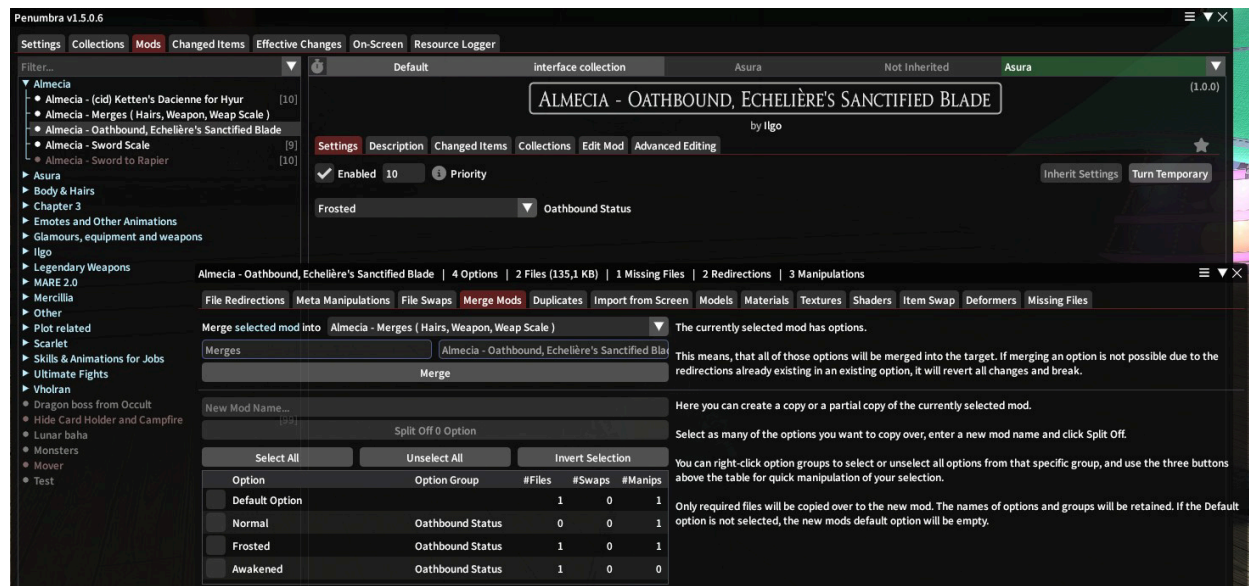 Penumbra v1.5.0.6
Settings Collections Mods Changed Items Effective Changes On-Screen Resource Logger
Filter...
Default interface collection Asura Not Inherited Asura
Almecia
Almecia - (cid) Ketten's Dacienne for Hyur [10]
Almecia - Merges ( Hairs, Weapon, Weap Scale )
Almecia - Oathbound, Echelière's Sanctified Blade
Almecia - Sword Scale [9]
Almecia - Sword to Rapier [10]
Asura
Body & Hairs
Chapter 3
Emotes and Other Animations
Glamours, equipment and weapons
Ilgo
Legendary Weapons
MARE 2.0
Mercillia
Other
Plot related
Scarlet
Skills & Animations for Jobs
Ultimate Fights
Vholran
Dragon boss from Occult
Hide Card Holder and Campfire
[99]
Lunar baha
Monsters
Mover
Test
Almecia - Oathbound, Echelière's Sanctified Blade
(1.0.0)
by Ilgo
Settings Description Changed Items Collections Edit Mod Advanced Editing
Enabled 10 Priority
Inherit Settings Turn Temporary
Frosted Oathbound Status
Almecia - Oathbound, Echelière's Sanctified Blade | 4 Options | 2 Files (135,1 KB) | 1 Missing Files | 2 Redirections | 3 Manipulations
File Redirections Meta Manipulations File Swaps Merge Mods Duplicates Import from Screen Models Materials Textures Shaders Item Swap Deformers Missing Files
Merge selected mod into Almecia - Merges ( Hairs, Weapon, Weap Scale )
Merges Almecia - Oathbound, Echelière's Sanctified Blad
Merge
The currently selected mod has options.
This means, that all of those options will be merged into the target. If merging an option is not possible due to the
redirections already existing in an existing option, it will revert all changes and break.
New Mod Name...
Split Off 0 Option
Select All Unselect All Invert Selection
Here you can create a copy or a partial copy of the currently selected mod.
Select as many of the options you want to copy over, enter a new mod name and click Split Off.
You can right-click option groups to select or unselect all options from that specific group, and use the three buttons
above the table for quick manipulation of your selection.
Only required files will be copied over to the new mod. The names of options and groups will be retained. If the Default
option is not selected, the new mods default option will be empty.
Option Option Group #Files #Swaps #Manips
Default Option 1 0 1
Normal Oathbound Status 0 0 1
Frosted Oathbound Status 1 0 1
Awakened Oathbound Status 1 0 0